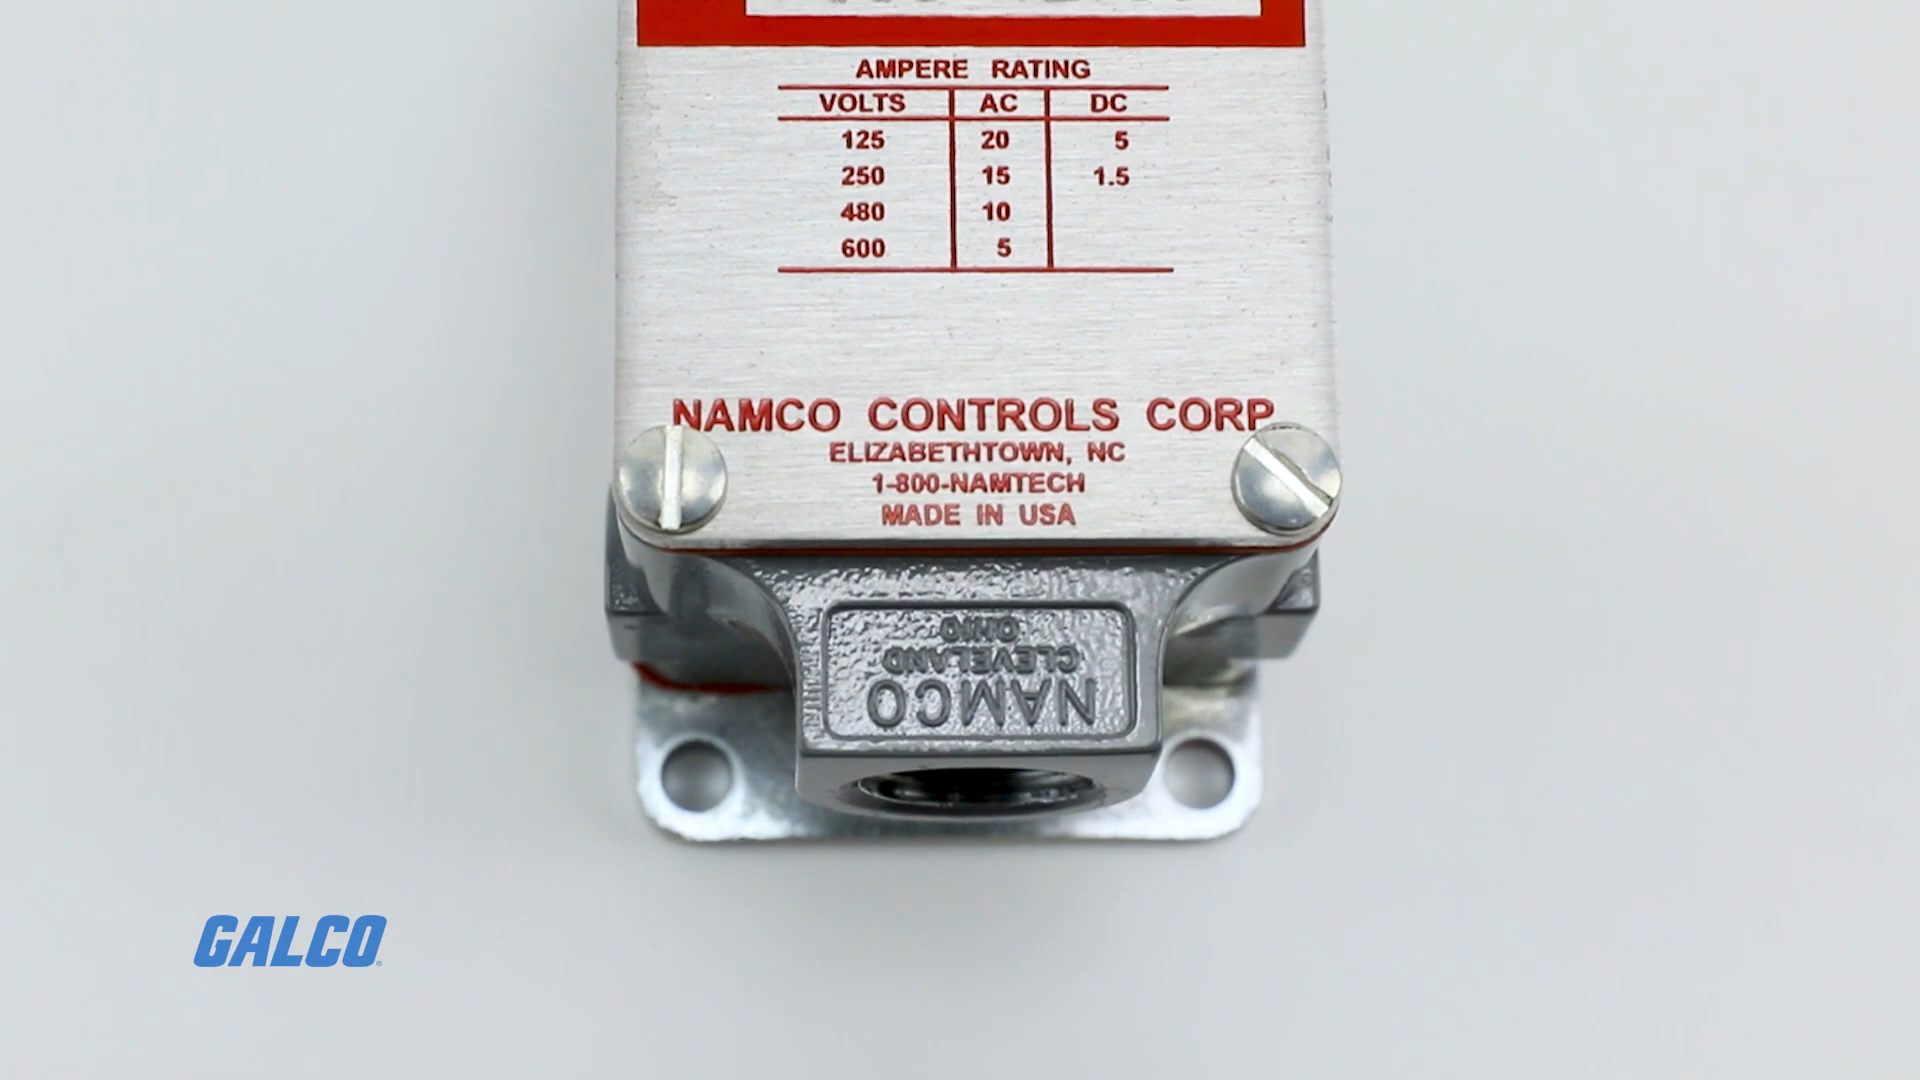 AMPERE RATING
VOLTS AC DC
125 20 5
250 15 1.5
480 10
600 5
NAMCO CONTROLS CORP
ELIZABETHTOWN, NC
1-800-NAMTECH
MADE IN USA
NAMCO
CLEVELAND
OHIO
GALCO